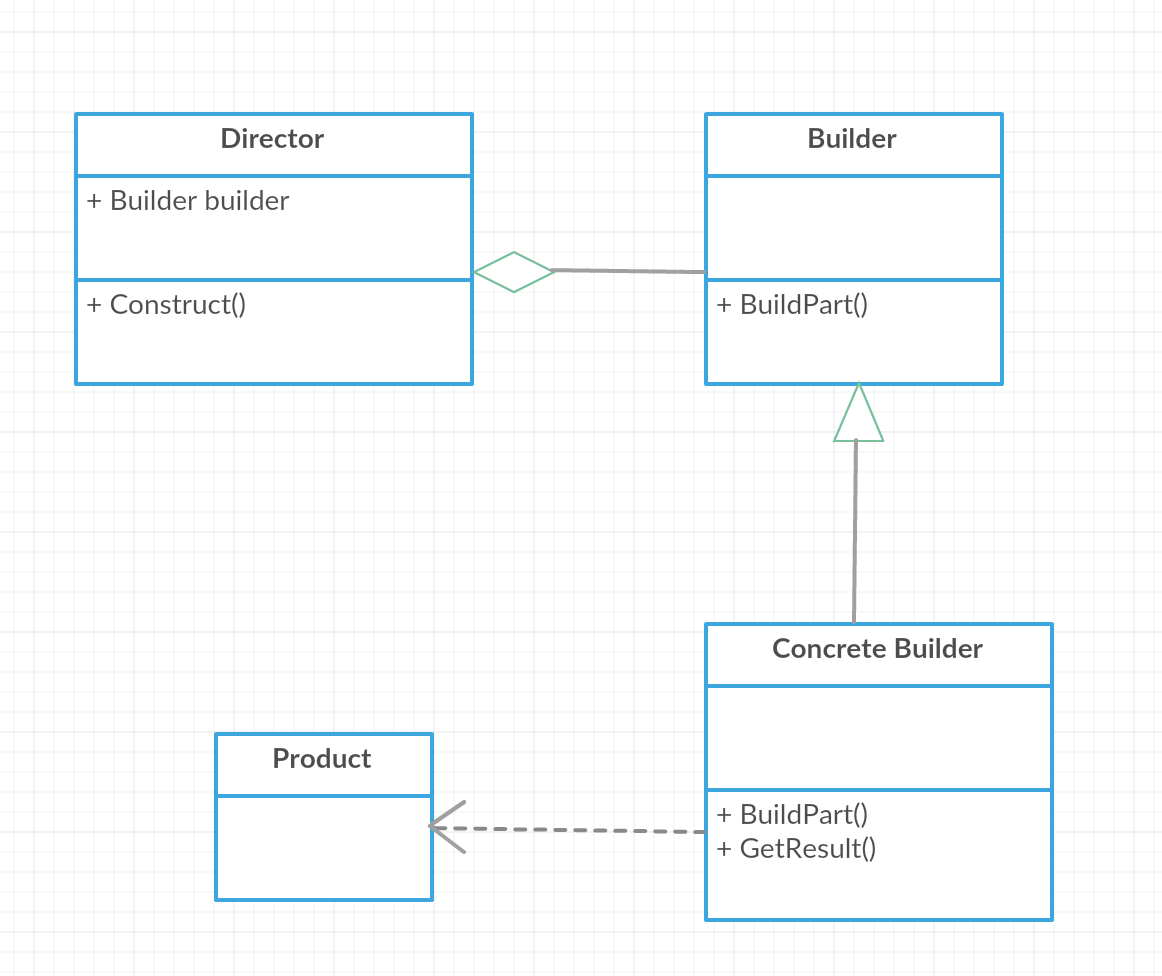 Director
+ Builder builder
+ Construct()
Builder
+ BuildPart()
Concrete Builder
+ BuildPart()
+ GetResult()
Product